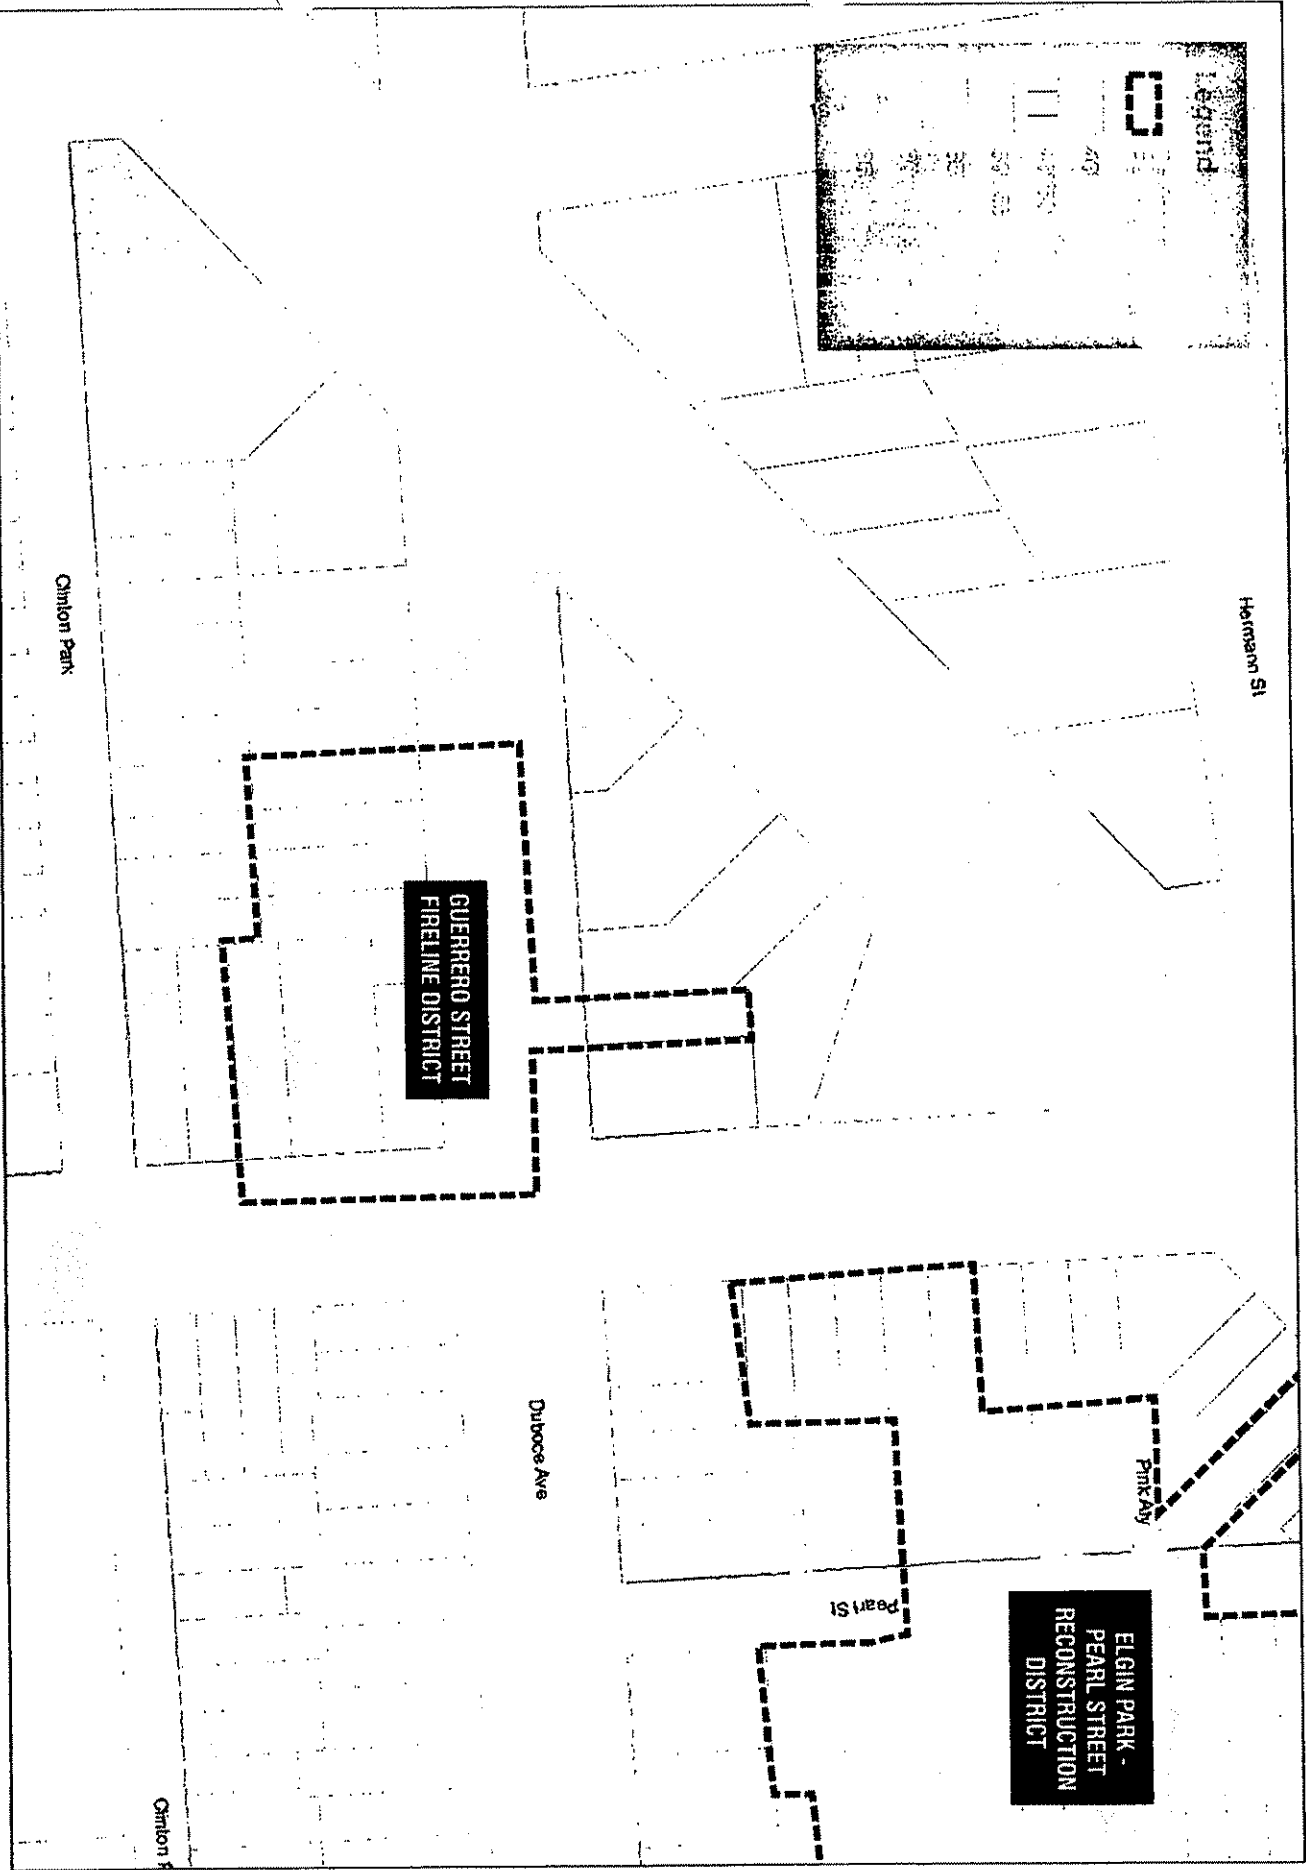 Legend
Hermann St
Clinton Park
GUERRERO STREET
FIRELINE DISTRICT
Duboce Ave
Pink Aly
Pearl St
ELGIN PARK -
PEARL STREET
RECONSTRUCTION
DISTRICT
Clinton P